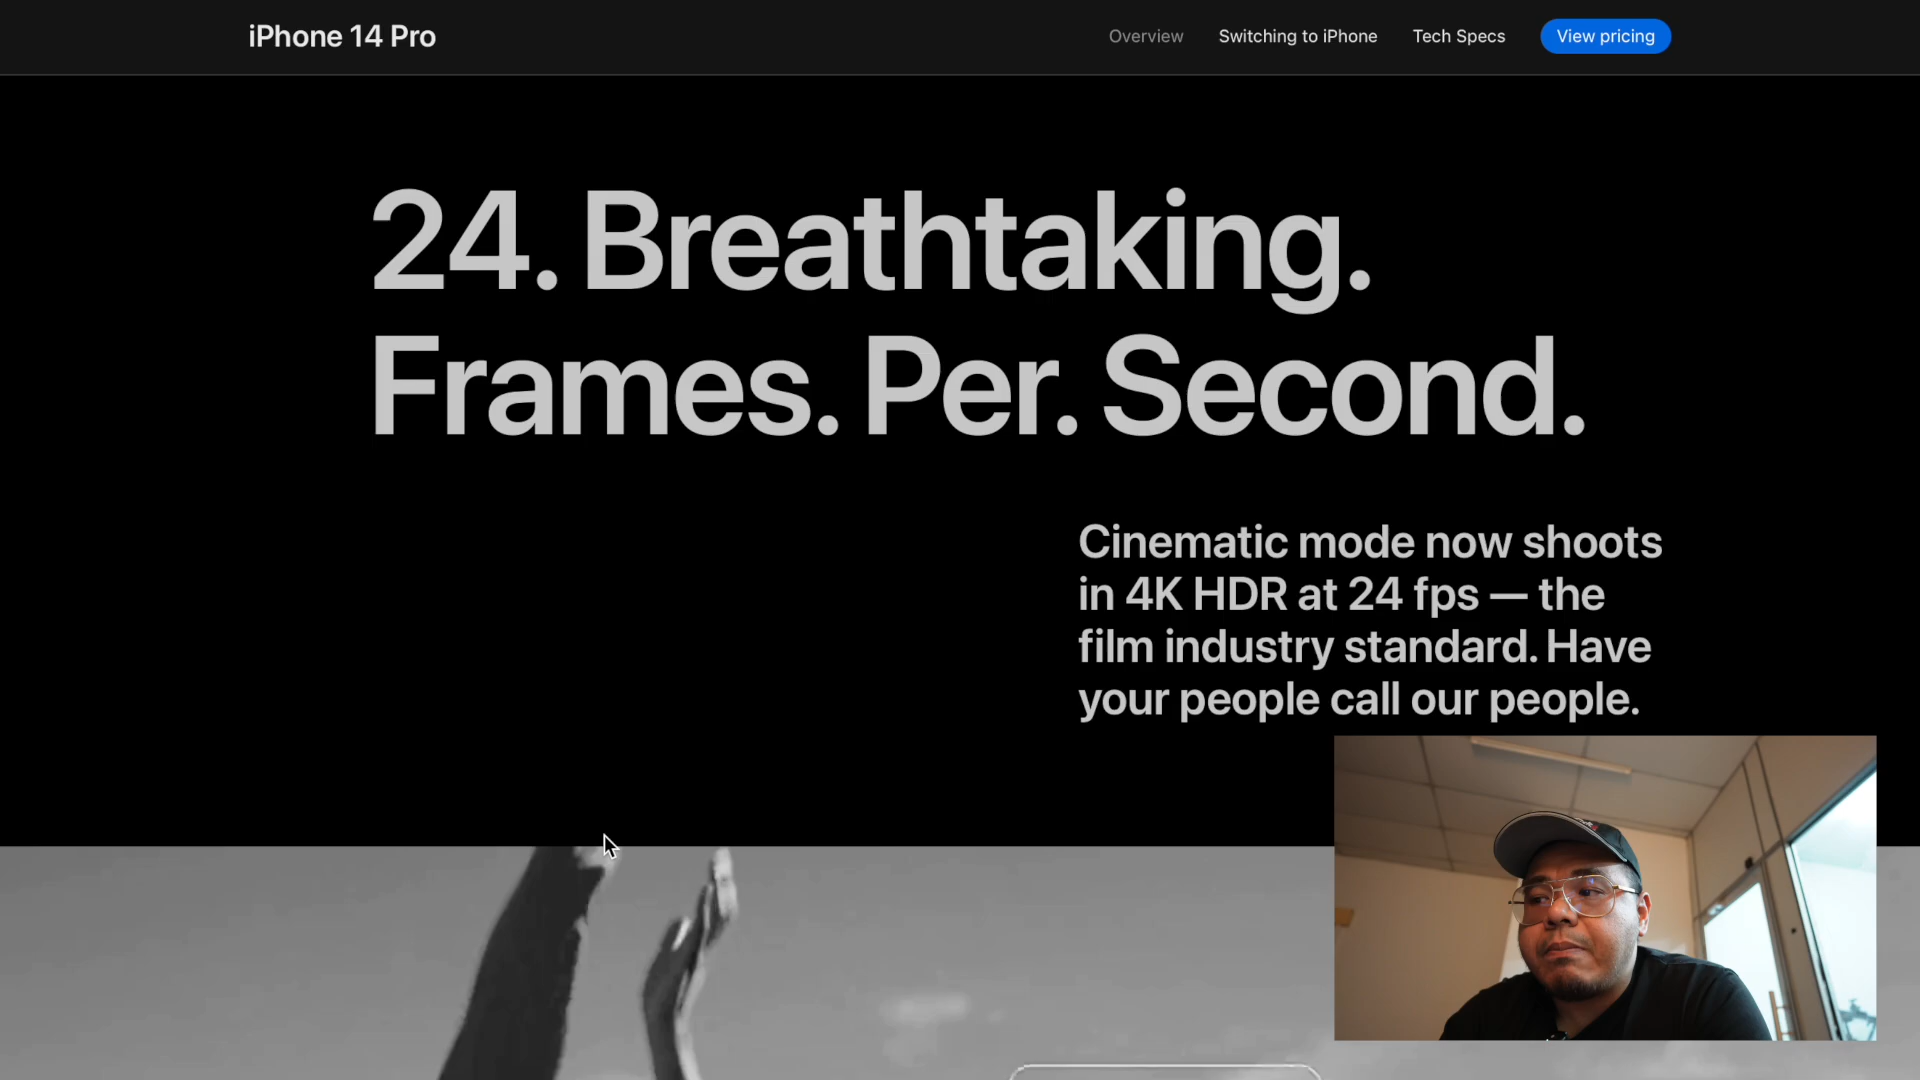 iPhone 14 Pro
Overview
Switching to iPhone
Tech Specs
View pricing
24. Breathtaking.
Frames. Per. Second.
Cinematic mode now shoots
in 4K HDR at 24 fps — the
film industry standard. Have
your people call our people.